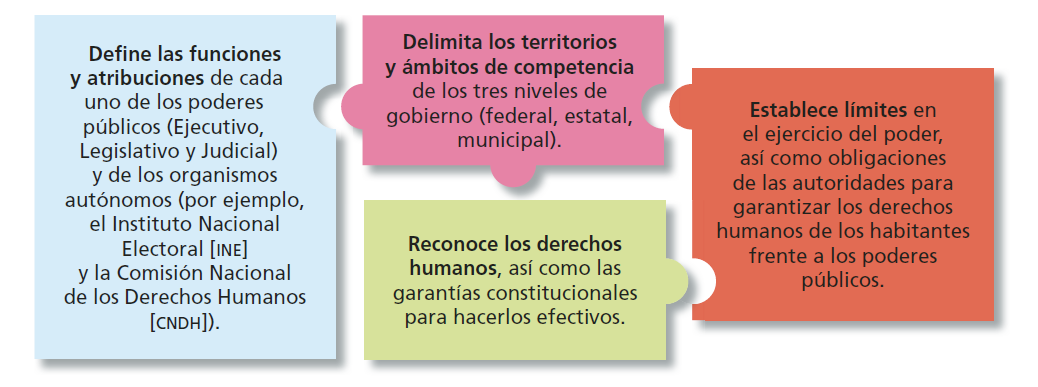 Define las funciones
y atribuciones de cada
uno de los poderes
públicos (Ejecutivo,
Legislativo y Judicial)
y de los organismos
autónomos (por ejemplo,
el Instituto Nacional
Electoral [INE]
y la Comisión Nacional
de los Derechos Humanos
[CNDH]).
Delimita los territorios
y ámbitos de competencia
de los tres niveles de
gobierno (federal, estatal,
municipal).
Reconoce los derechos
humanos, así como las
garantías constitucionales
para hacerlos efectivos.
Establece límites en
el ejercicio del poder,
así como obligaciones
de las autoridades para
garantizar los derechos
humanos de los habitantes
frente a los poderes
públicos.